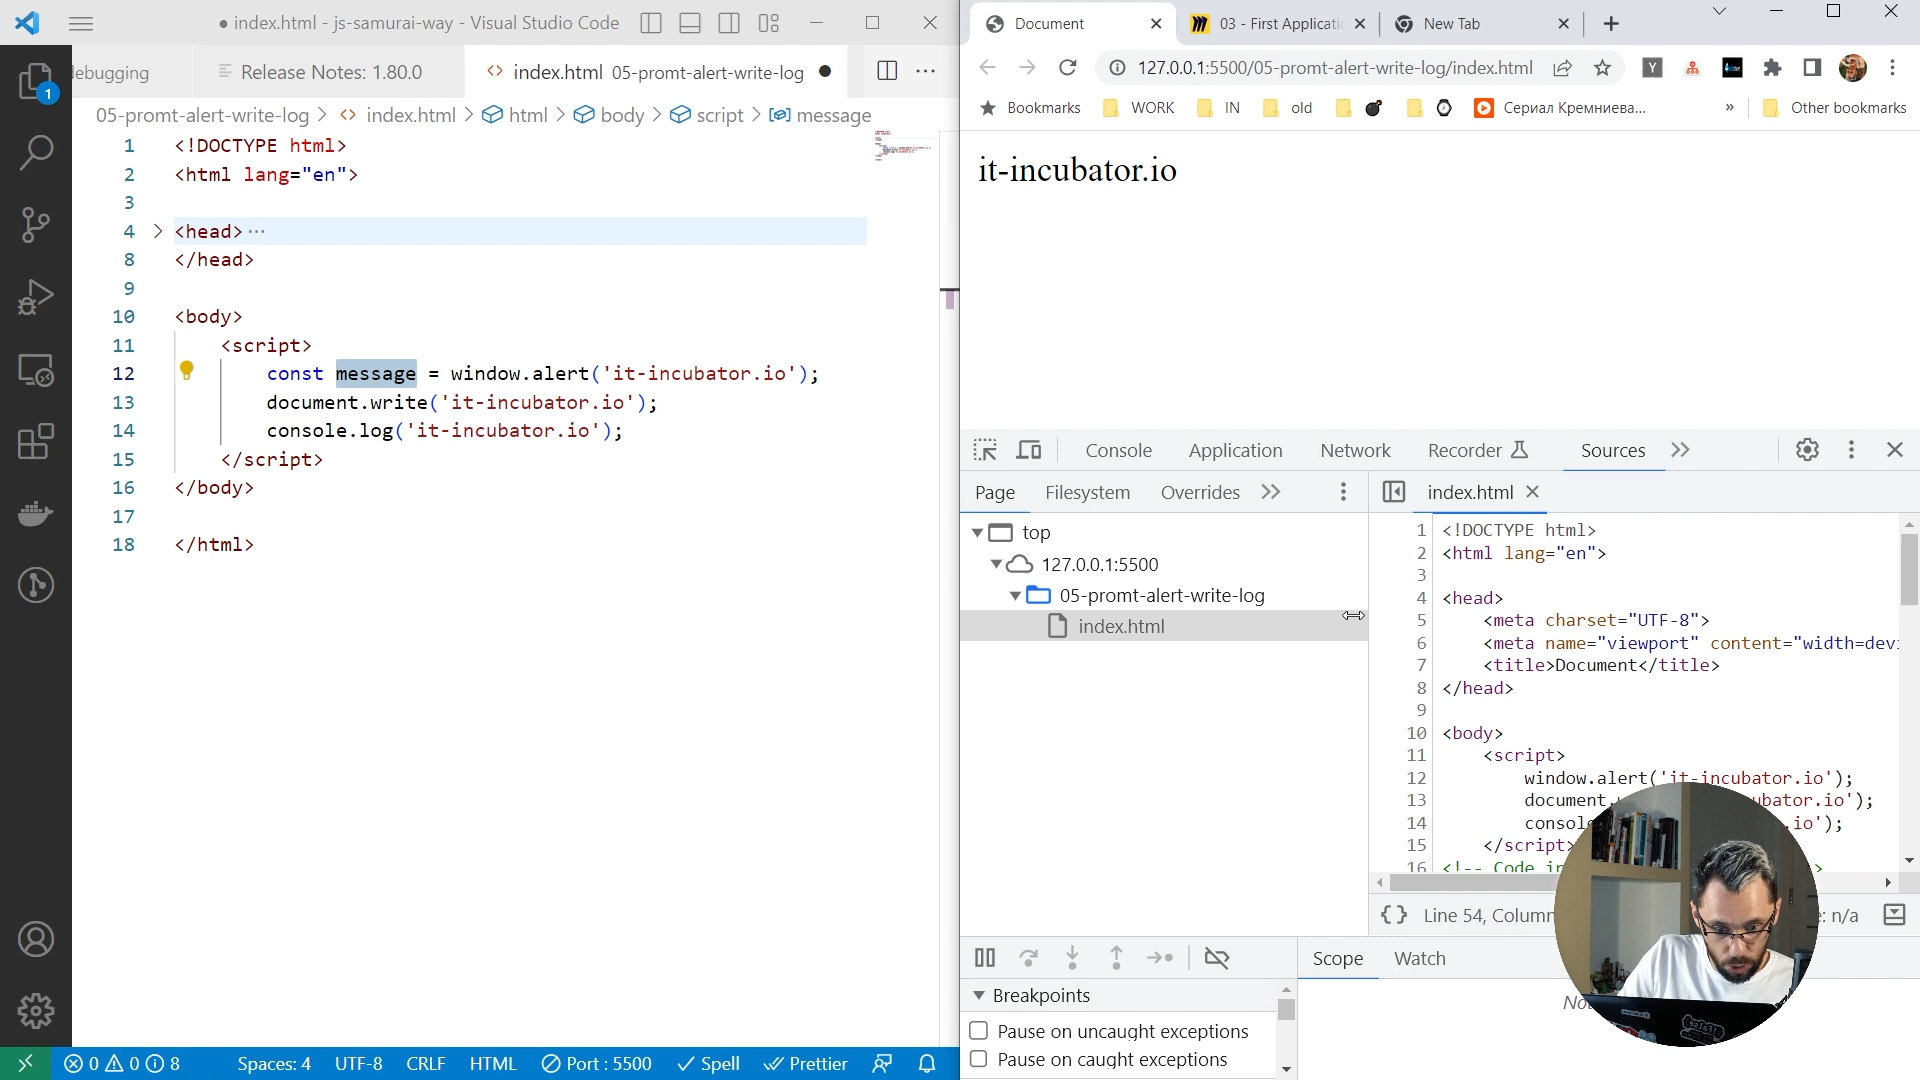 ● index.html - js-samurai-way - Visual Studio Code
ebugging
Release Notes: 1.80.0
index.html 05-promt-alert-write-log
05-promt-alert-write-log > index.html > html > body > script > message
1 <!DOCTYPE html>
2 <html lang="en">
3
4 <head> ···
8 </head>
9
10 <body>
11 <script>
12 const message = window.alert('it-incubator.io');
13 document.write('it-incubator.io');
14 console.log('it-incubator.io');
15 </script>
16 </body>
17
18 </html>
1
0 0 8 Spaces: 4 UTF-8 CRLF HTML Port : 5500 Spell Prettier
Document
03 - First Applicati
New Tab
127.0.0.1:5500/05-promt-alert-write-log/index.html
Y
Bookmarks WORK IN old Сериал Кремниева... » Other bookmarks
it-incubator.io
Console Application Network Recorder Sources
Page Filesystem Overrides
index.html
top
127.0.0.1:5500
05-promt-alert-write-log
index.html
1 <!DOCTYPE html>
2 <html lang="en">
3
4 <head>
5 <meta charset="UTF-8">
6 <meta name="viewport" content="width=devi
7 <title>Document</title>
8 </head>
9
10 <body>
11 <script>
12 window.alert('it-incubator.io');
13 document. ubator.io');
14 consol .io');
15 </script>
16 <!-- Code in
{} Line 54, Column : n/a
Scope Watch
Breakpoints
Pause on uncaught exceptions
Pause on caught exceptions